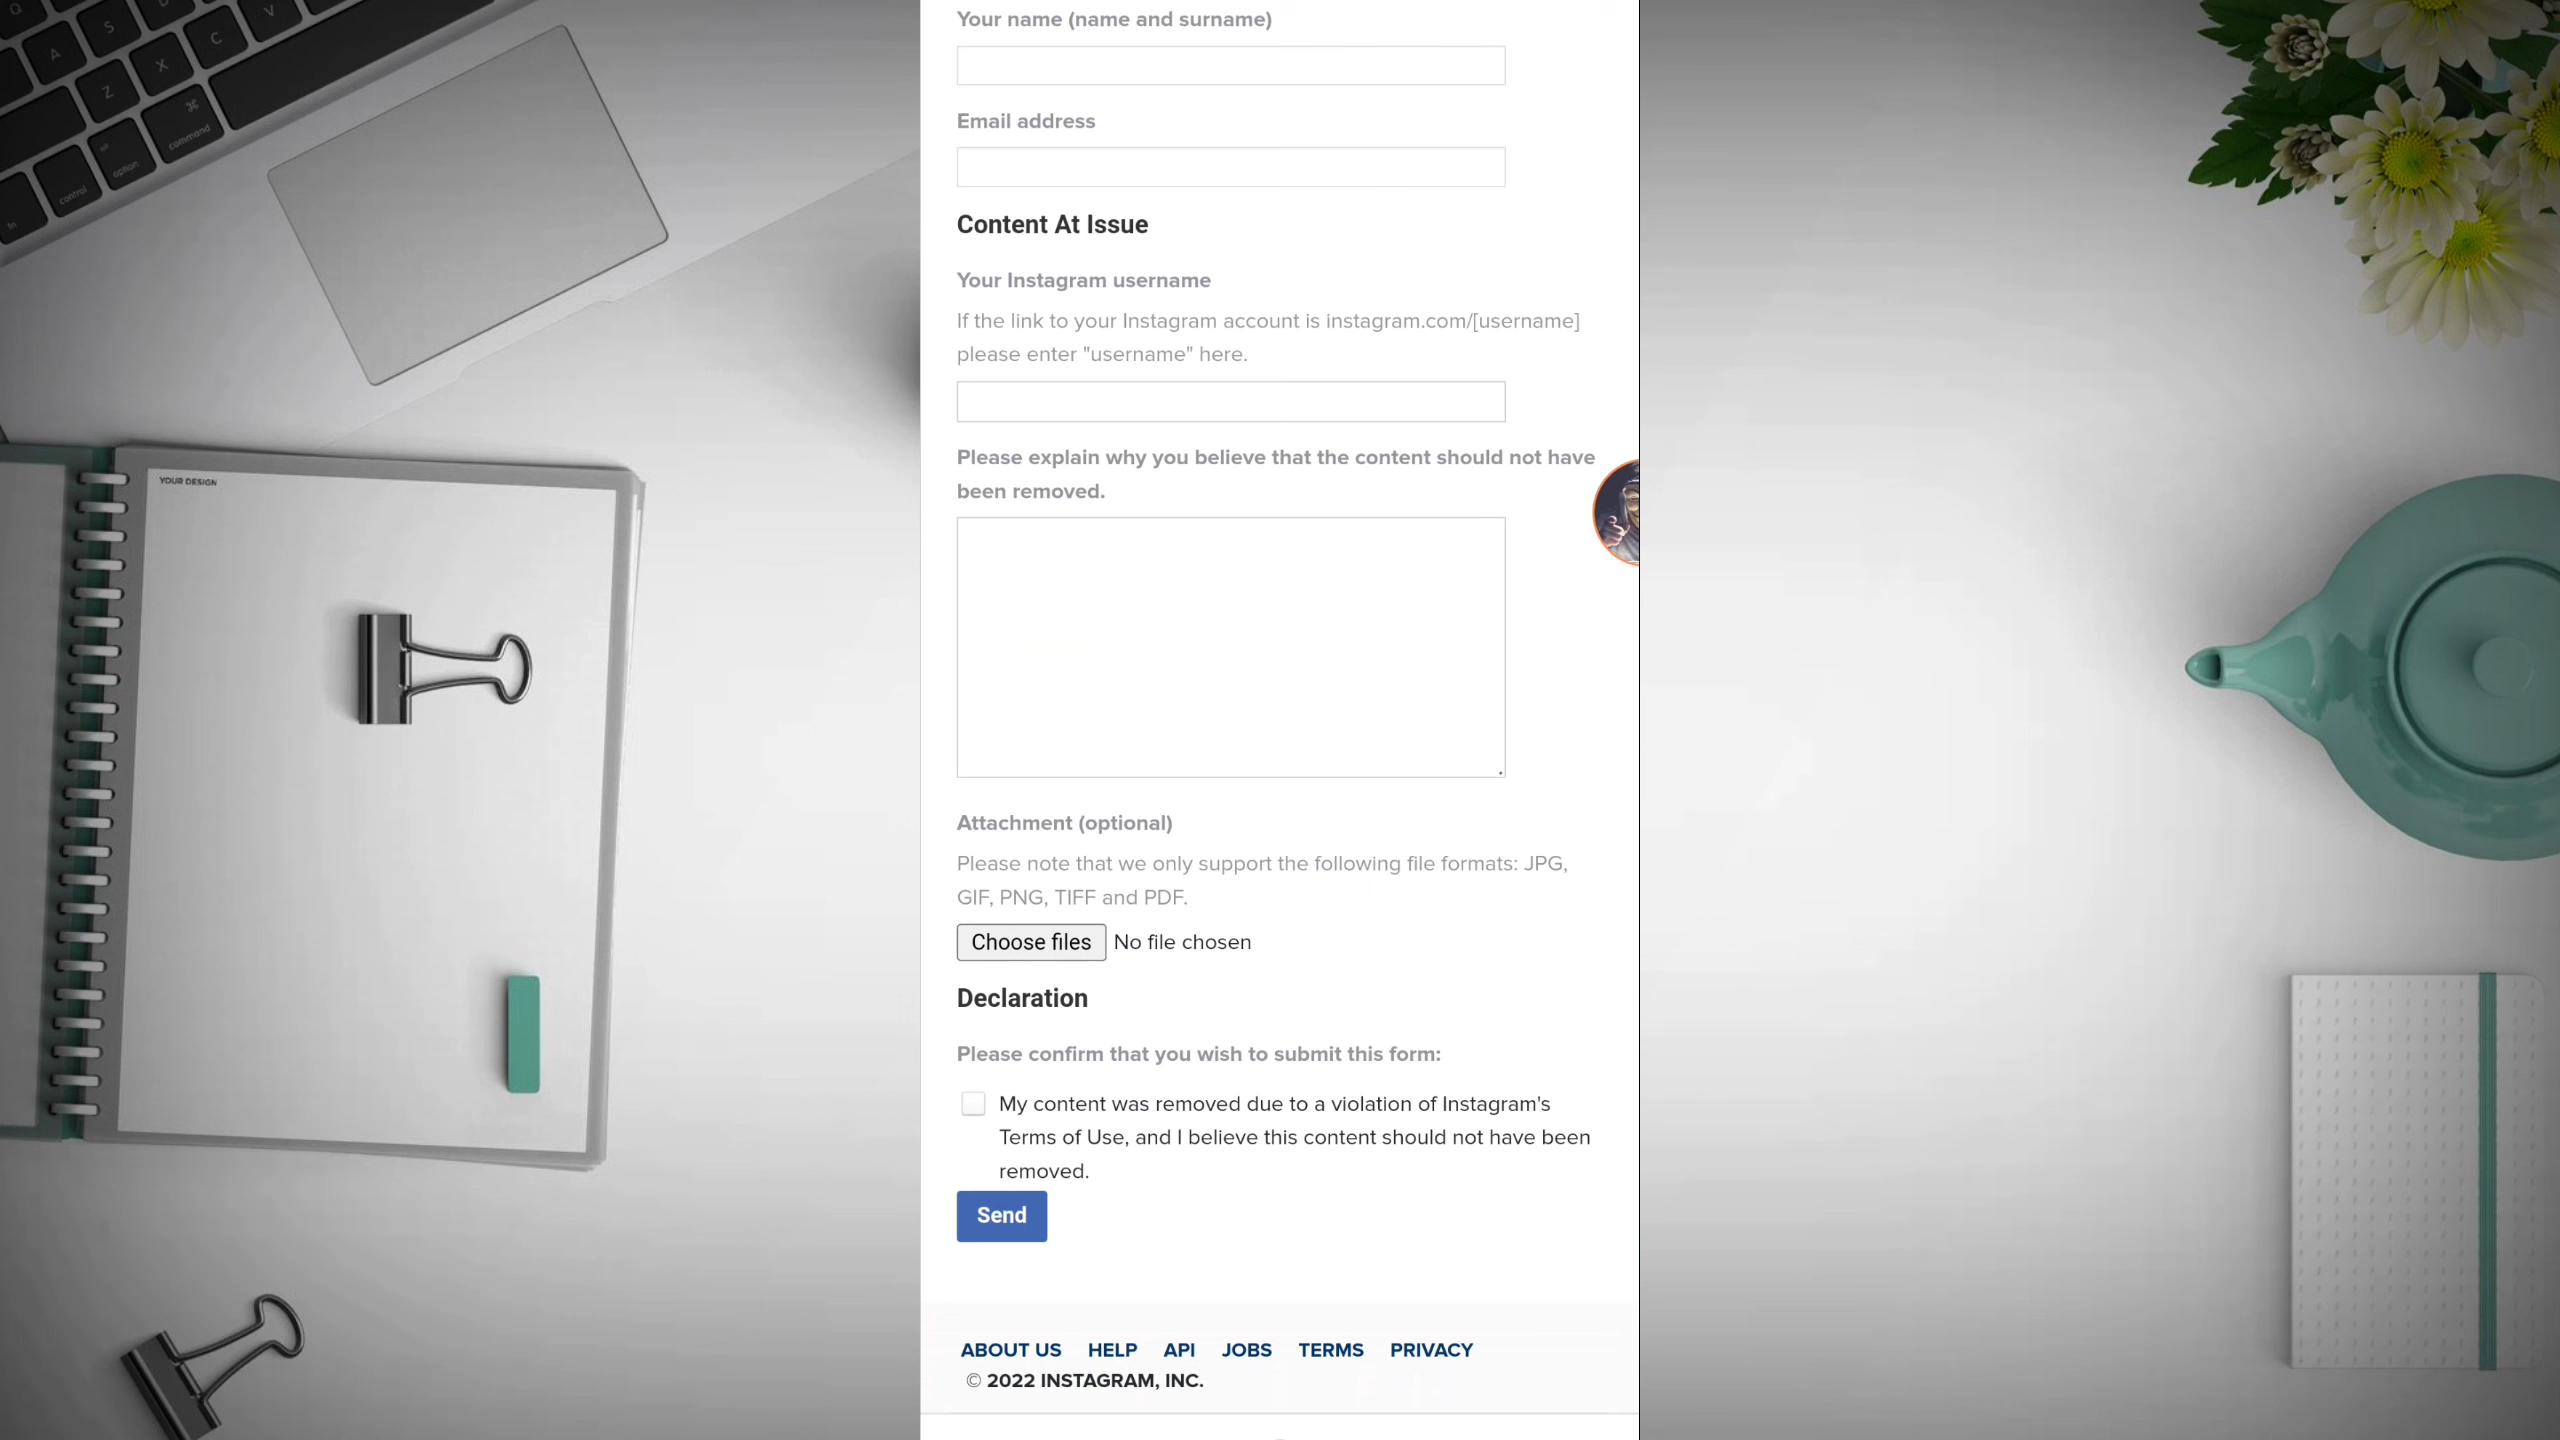 Your name (name and surname)
Email address
Content At Issue
Your Instagram username
If the link to your Instagram account is instagram.com/[username]
please enter "username" here.
Please explain why you believe that the content should not have
been removed.
Attachment (optional)
Please note that we only support the following file formats: JPG,
GIF, PNG, TIFF and PDF.
Choose files No file chosen
Declaration
Please confirm that you wish to submit this form:
My content was removed due to a violation of Instagram's
Terms of Use, and I believe this content should not have been
removed.
Send
ABOUT US HELP API JOBS TERMS PRIVACY
© 2022 INSTAGRAM, INC.
YOUR DESIGN
Q
A S D
Z X C V
fn control option command
alt
⌘